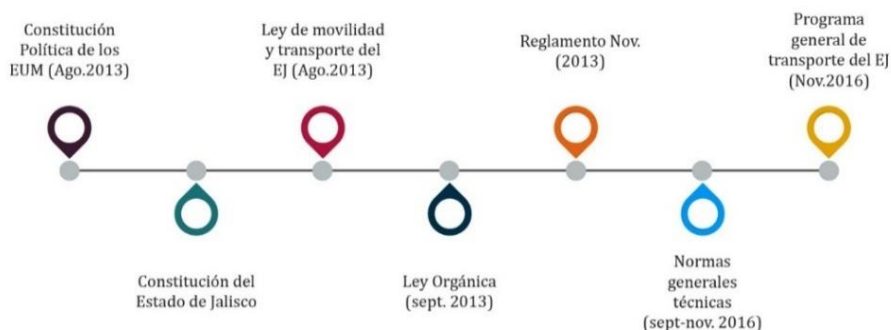 Constitución
Política de los
EUM (Ago.2013)
Constitución del
Estado de Jalisco
Ley de movilidad
y transporte del
EJ (Ago.2013)
Ley Orgánica
(sept. 2013)
Reglamento Nov.
(2013)
Normas
generales
técnicas
(sept-nov. 2016)
Programa
general de
transporte del EJ
(Nov.2016)